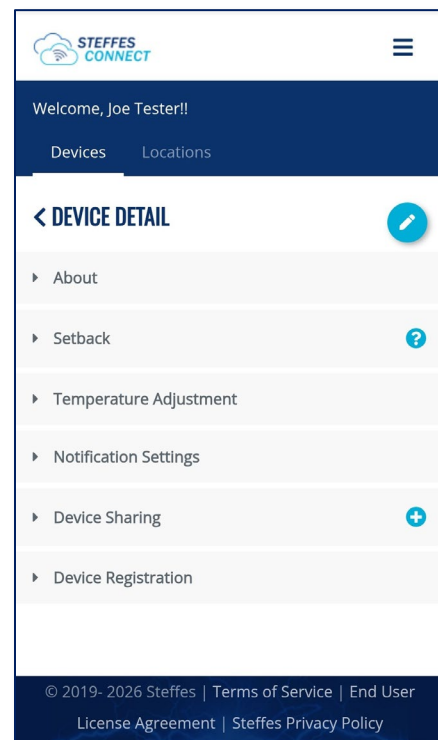 STEFFES
CONNECT
Welcome, Joe Tester!!
Devices Locations
DEVICE DETAIL
About
Setback
Temperature Adjustment
Notification Settings
Device Sharing
Device Registration
© 2019- 2026 Steffes | Terms of Service | End User
License Agreement | Steffes Privacy Policy